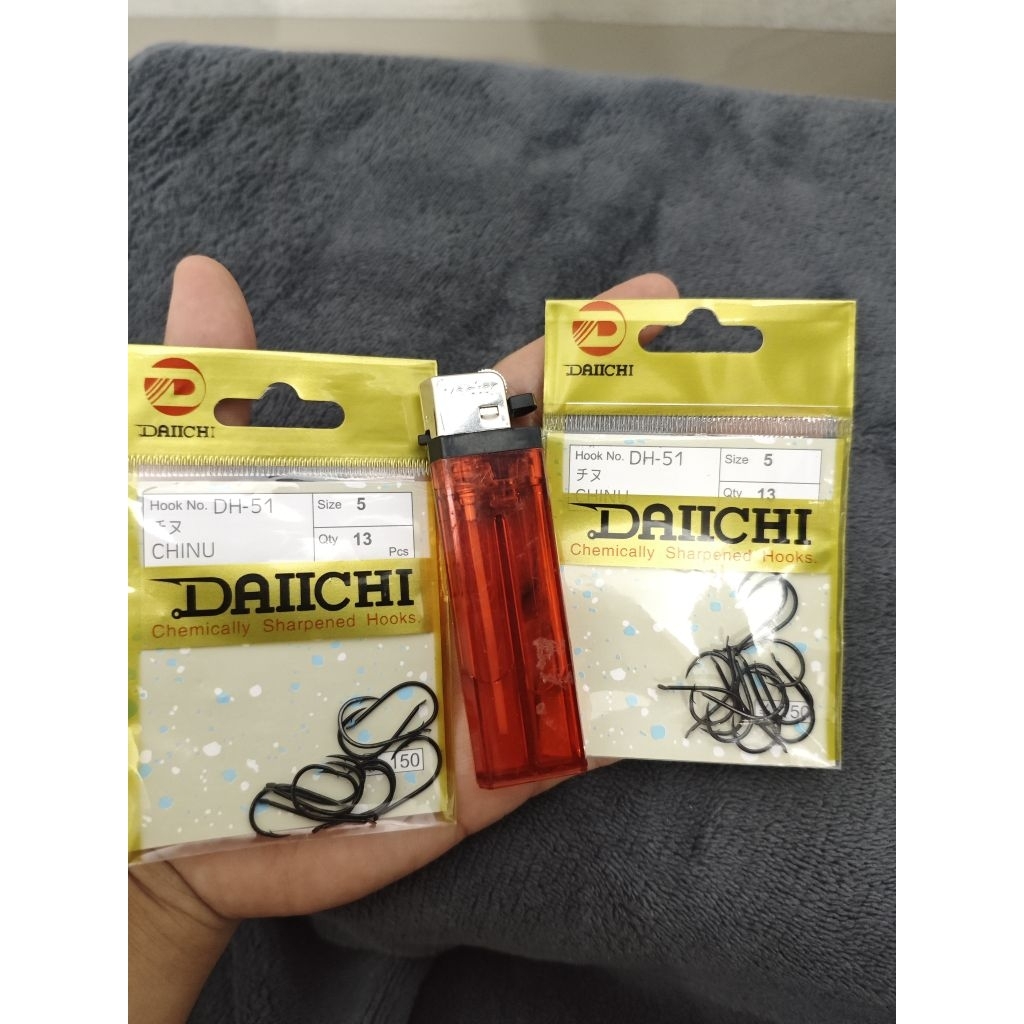 DAIICHI
Hook No. DH-51
チヌ
CHINU
Size 5
Qty 13
Pcs
DAIICHI
Chemically Sharpened Hooks.
150
DAIICHI
Hook No. DH-51
チヌ
CHINU
Size 5
Qty 13
DAIICHI
Chemically Sharpened Hooks.
150